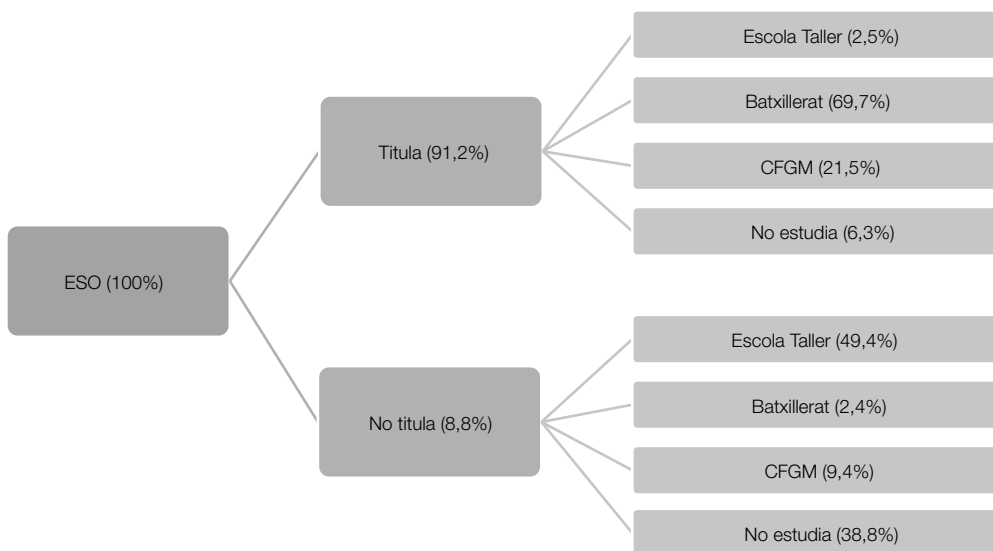 ESO (100%)
Titula (91,2%)
Escola Taller (2,5%)
Batxillerat (69,7%)
CFGM (21,5%)
No estudia (6,3%)
No titula (8,8%)
Escola Taller (49,4%)
Batxillerat (2,4%)
CFGM (9,4%)
No estudia (38,8%)